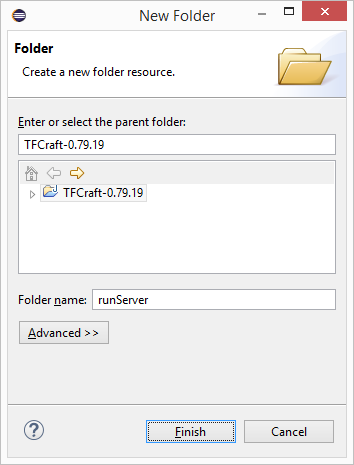 New Folder
Folder
Create a new folder resource.
Enter or select the parent folder:
TFCraft-0.79.19
TFCraft-0.79.19
Folder name: runServer
Advanced >>
? Finish Cancel